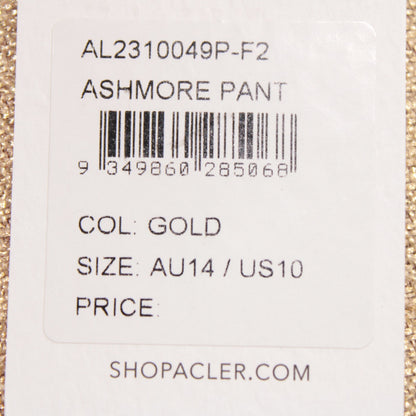 AL2310049P-F2
ASHMORE PANT
9 349860 285068
COL: GOLD
SIZE: AU14 / US10
PRICE:
SHOPACLER.COM